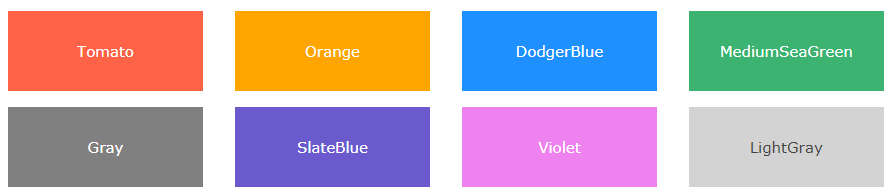 Tomato
Orange
DodgerBlue
MediumSeaGreen
Gray
SlateBlue
Violet
LightGray